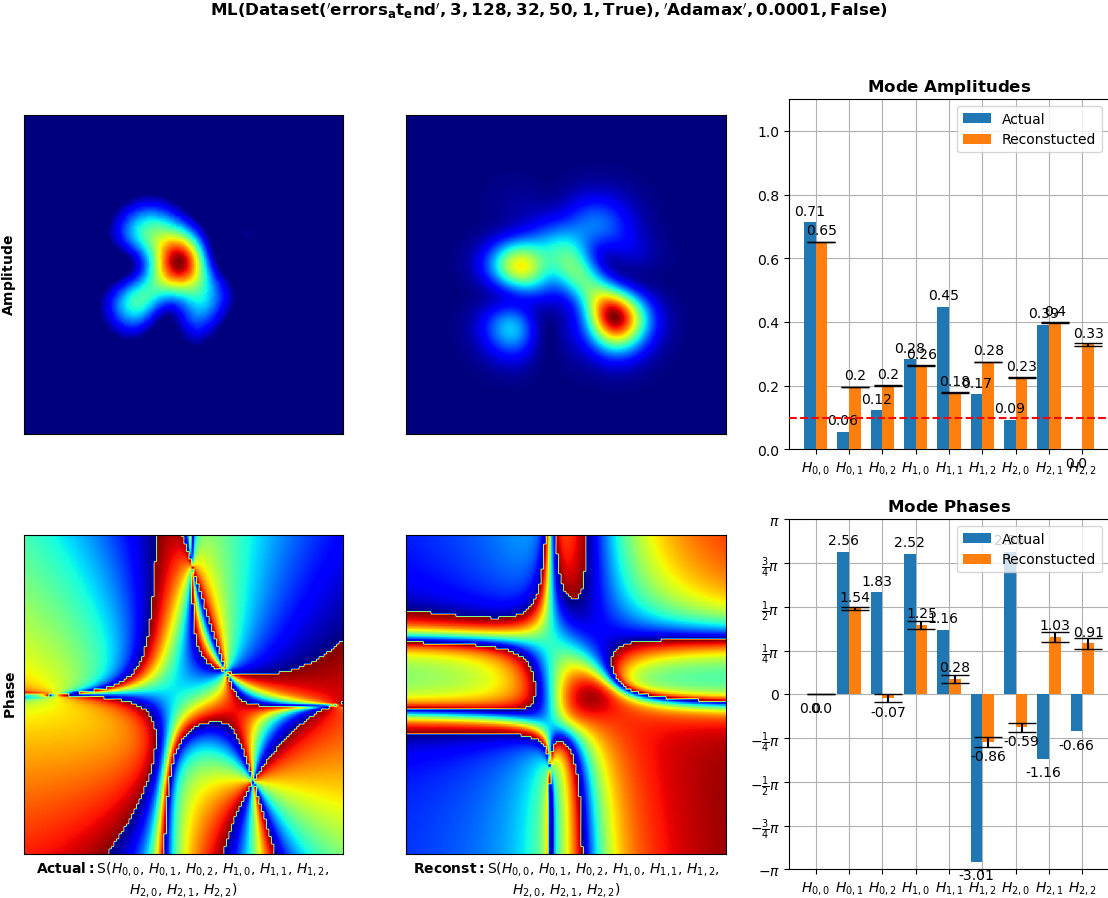 ML(Dataset('errors_at_end', 3, 128, 32, 50, 1, True), 'Adamax', 0.0001, False)
Amplitude
Mode Amplitudes
Actual
Reconstucted
1.0
0.8
0.6
0.4
0.2
0.0
0.71
0.65
0.06
0.2
0.12
0.2
0.28
0.26
0.45
0.18
0.17
0.28
0.09
0.23
0.39
0.4
0.0
0.33
H0,0 H0,1 H0,2 H1,0 H1,1 H1,2 H2,0 H2,1 H2,2
Phase
Mode Phases
Actual
Reconstucted
π
3/4π
1/2π
1/4π
0
−1/4π
−1/2π
−3/4π
−π
0.0
0.0
2.56
1.54
1.83
-0.07
2.52
1.25
1.16
0.28
-3.01
-0.86
-0.59
-1.16
1.03
-0.66
0.91
H0,0 H0,1 H0,2 H1,0 H1,1 H1,2 H2,0 H2,1 H2,2
Actual: S(H0,0, H0,1, H0,2, H1,0, H1,1, H1,2,
H2,0, H2,1, H2,2)
Reconst: S(H0,0, H0,1, H0,2, H1,0, H1,1, H1,2,
H2,0, H2,1, H2,2)